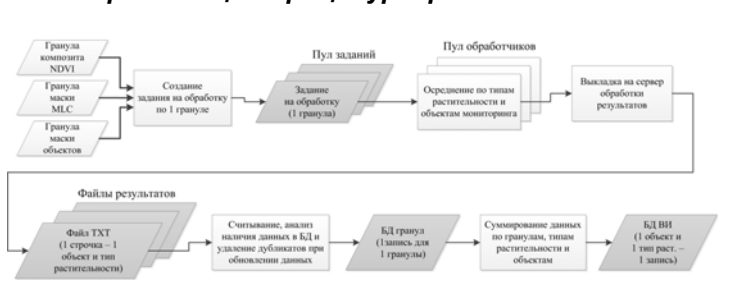 Гранула
композита
NDVI
Гранула
маски
MLC
Гранула
маски
объектов
Создание
задания на обработку
по 1 грануле
Пул заданий
Задание
на обработку
(1 гранула)
Пул обработчиков
Осреднение по типам
растительности и
объектам мониторинга
Выкладка на сервер
обработки
результатов
Файлы результатов
Файл TXT
(1 строчка – 1
объект и тип
растительности)
Считывание, анализ
наличия данных в БД и
удаление дубликатов при
обновлении данных
БД гранул
(1запись для
1 гранулы)
Суммирование данных
по гранулам, типам
растительности и
объектам
БД ВИ
(1 объект и
1 тип раст. –
1 запись)